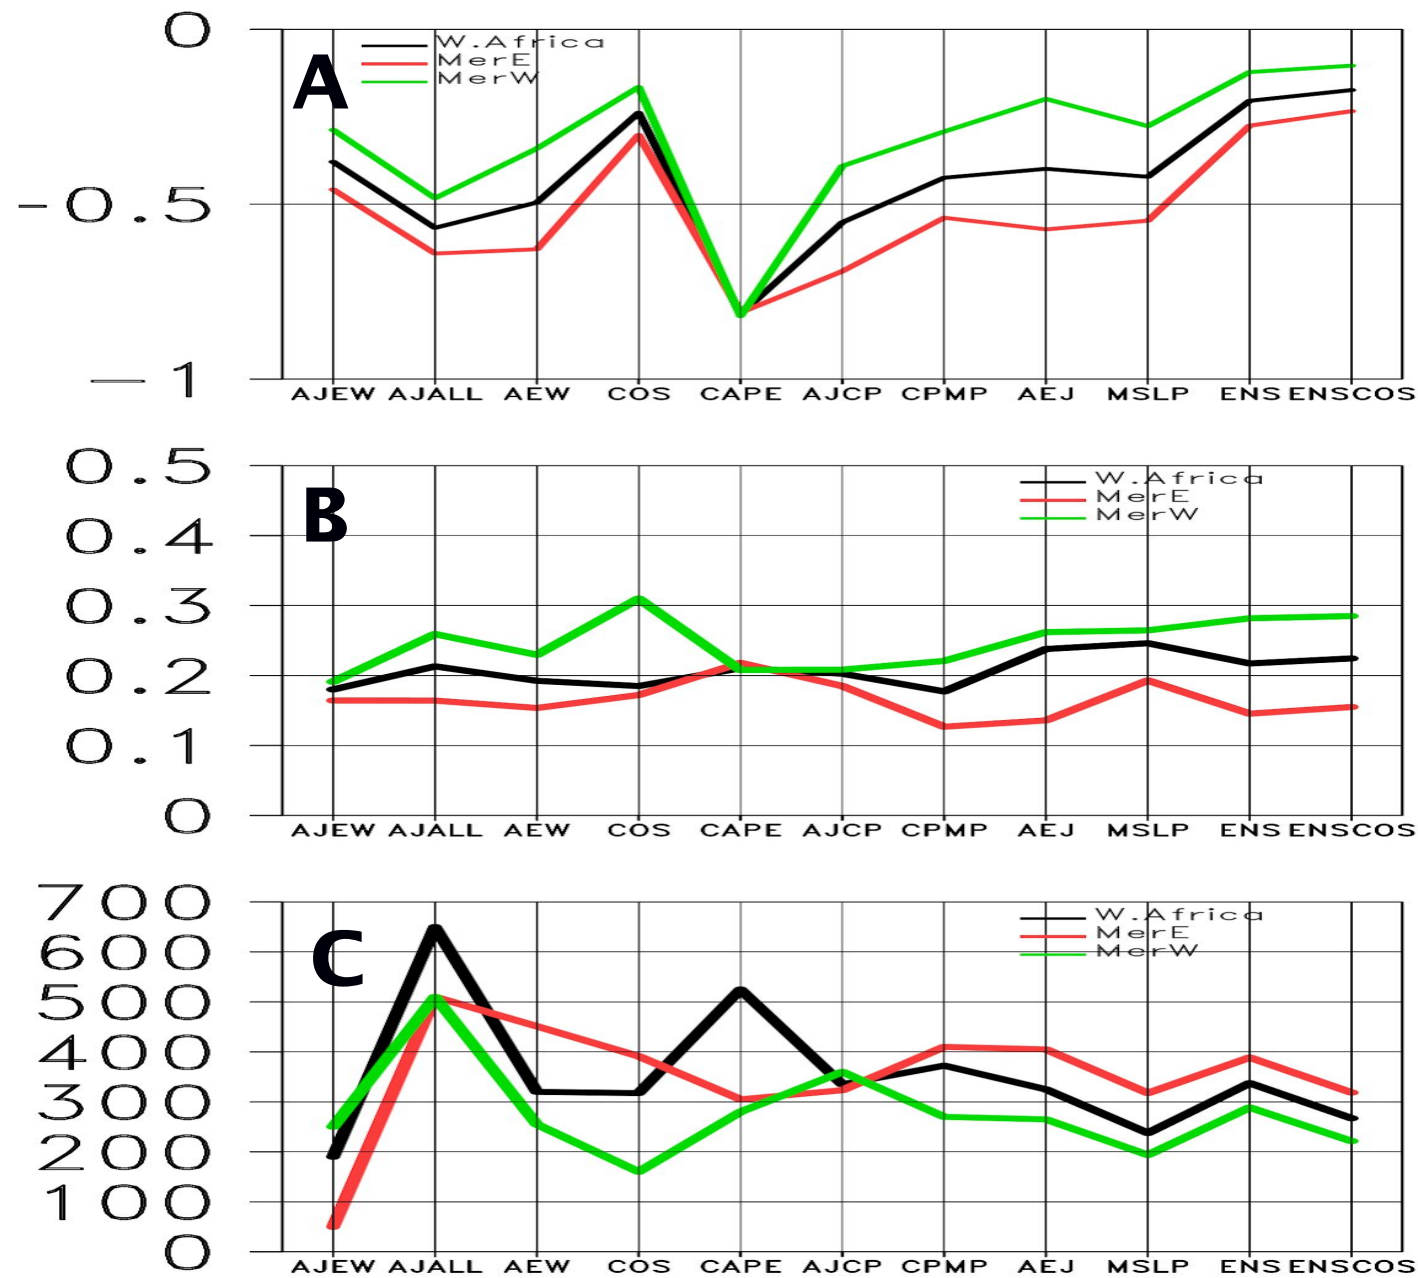 0
W.Africa
MerE
MerW
A
-0.5
-1
AJEW AJALL AEW COS CAPE AJCP CPMP AEJ MSLP ENS ENSCOS
0.5
W.Africa
MerE
MerW
B
0.4
0.3
0.2
0.1
0
AJEW AJALL AEW COS CAPE AJCP CPMP AEJ MSLP ENS ENSCOS
700
W.Africa
MerE
MerW
C
600
500
400
300
200
100
0
AJEW AJALL AEW COS CAPE AJCP CPMP AEJ MSLP ENS ENSCOS